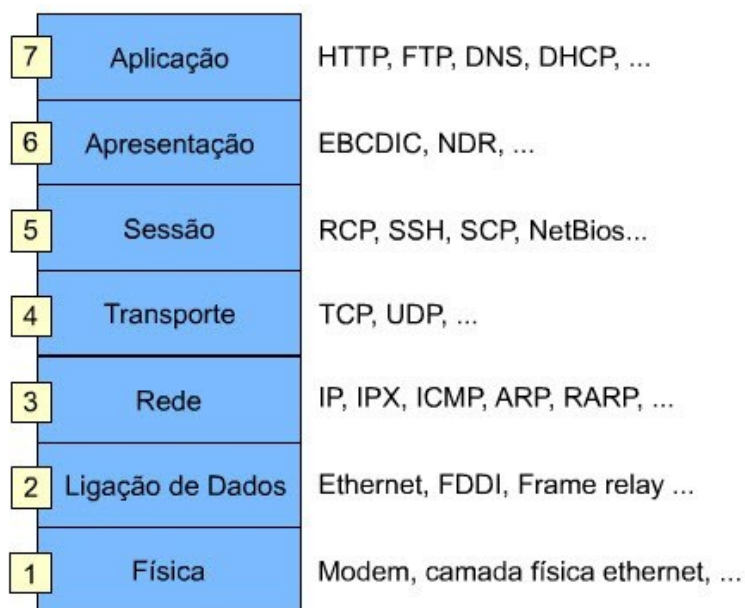 7 Aplicação HTTP, FTP, DNS, DHCP, ...
6 Apresentação EBCDIC, NDR, ...
5 Sessão RCP, SSH, SCP, NetBios...
4 Transporte TCP, UDP, ...
3 Rede IP, IPX, ICMP, ARP, RARP, ...
2 Ligação de Dados Ethernet, FDDI, Frame relay ...
1 Física Modem, camada física ethernet, ...